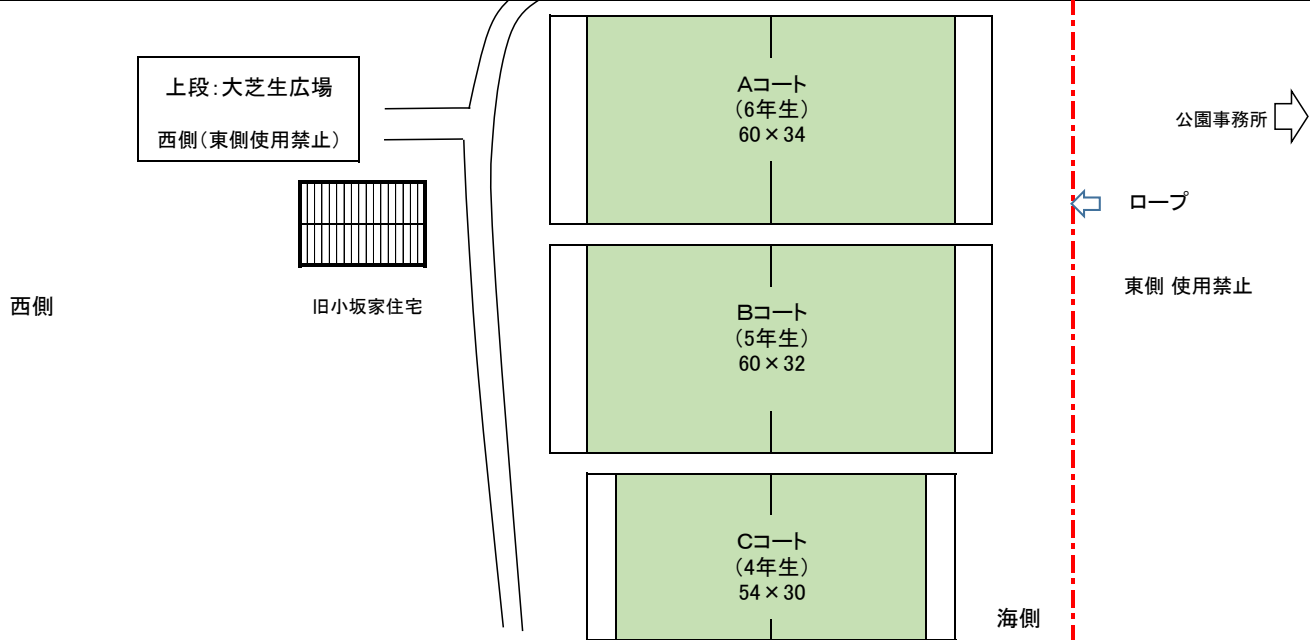 上段:大芝生広場
西側(東側使用禁止)
旧小坂家住宅
西側
Aコート
(6年生)
60×34
Bコート
(5年生)
60×32
Cコート
(4年生)
54×30
公園事務所
ロープ
東側 使用禁止
海側